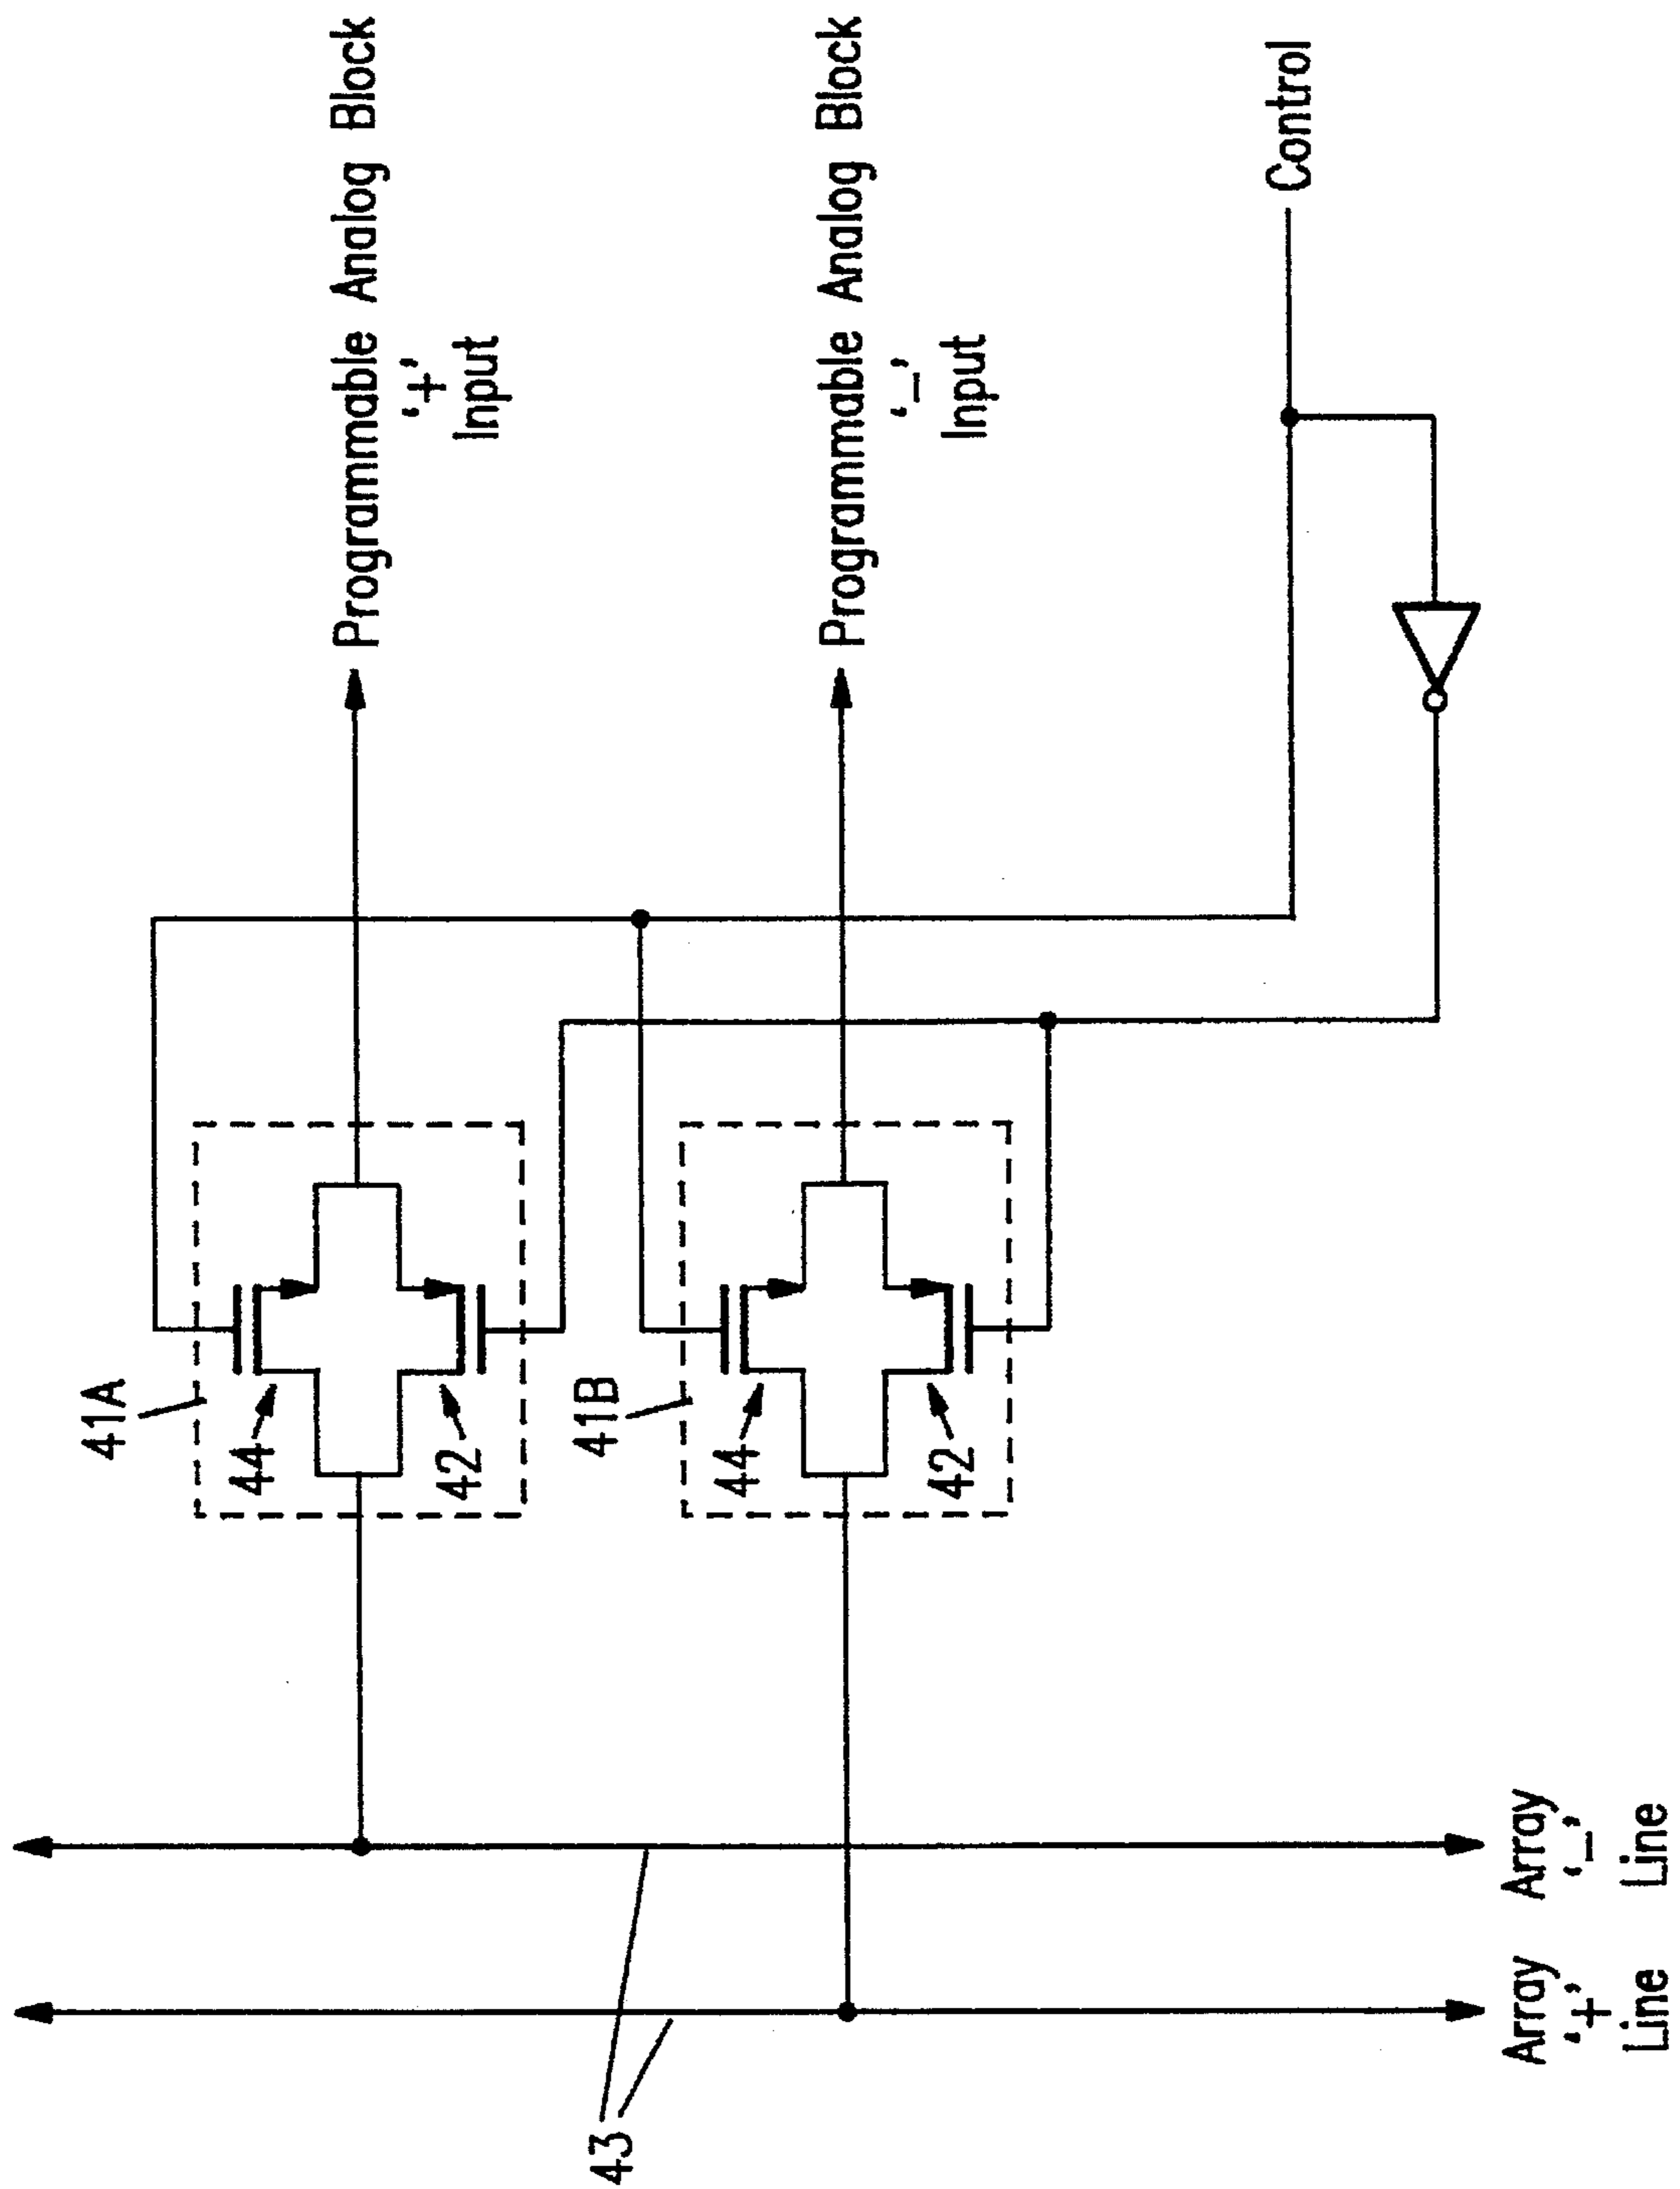 Programmable Analog Block
‘+’
Input
Programmable Analog Block
‘–’
Input
Control
41A
44
42
41B
44
42
43
Array
‘–’
Line
Array
‘+’
Line